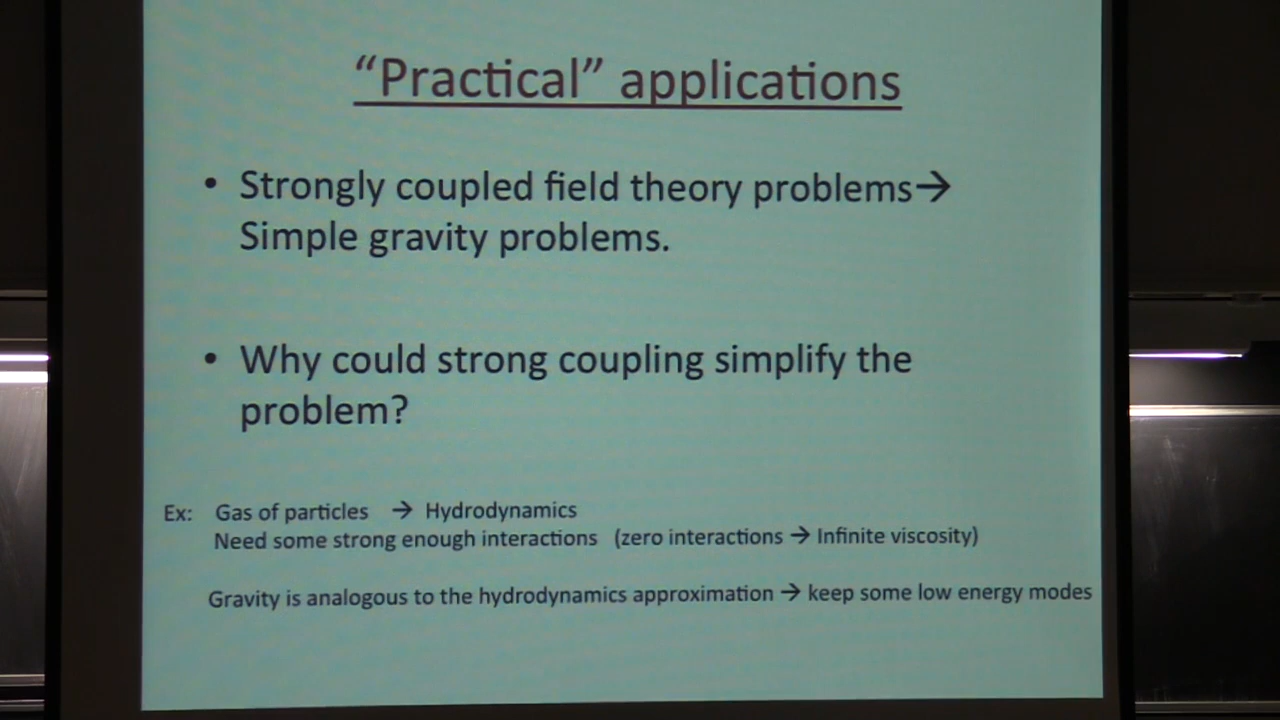 “Practical” applications
• Strongly coupled field theory problems→
Simple gravity problems.
• Why could strong coupling simplify the
problem?
Ex: Gas of particles → Hydrodynamics
Need some strong enough interactions (zero interactions → Infinite viscosity)
Gravity is analogous to the hydrodynamics approximation → keep some low energy modes